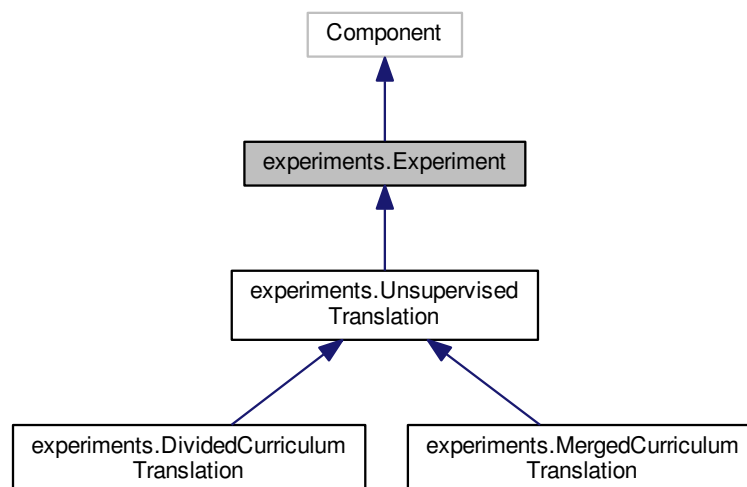 Component
experiments.Experiment
experiments.Unsupervised
Translation
experiments.DividedCurriculum
Translation
experiments.MergedCurriculum
Translation